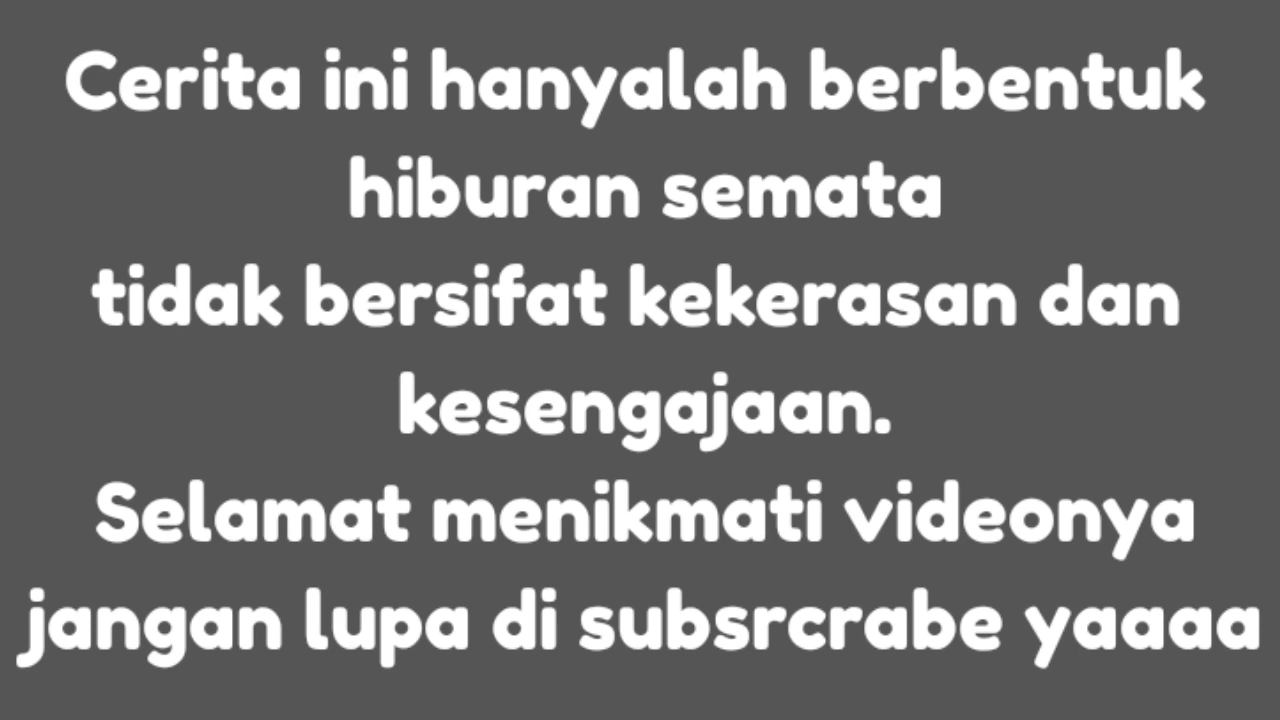 Cerita ini hanyalah berbentuk
hiburan semata
tidak bersifat kekerasan dan
kesengajaan.
Selamat menikmati videonya
jangan lupa di subsrcrabe yaaaa